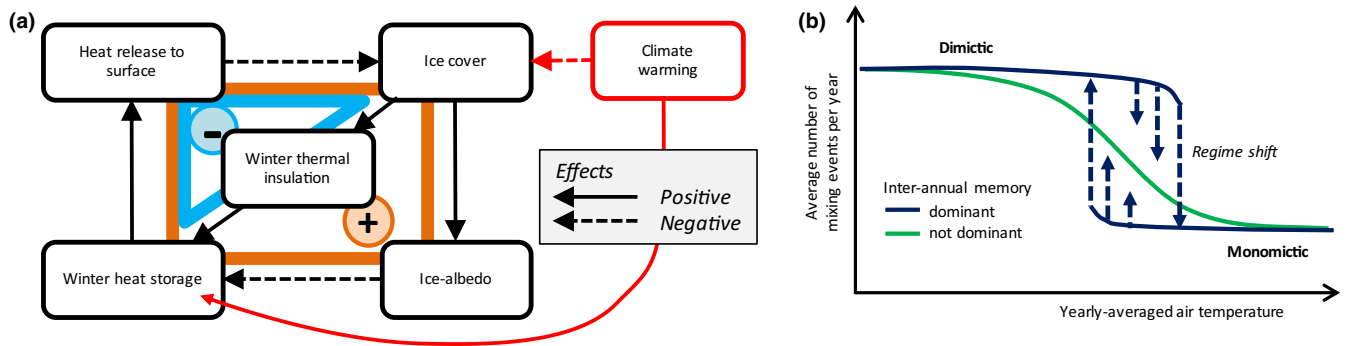 (a)
Heat release to
surface
Ice cover
Climate
warming
-
Winter thermal
insulation
+
Effects
Positive
Negative
Winter heat storage
Ice-albedo
(b)
Average number of
mixing events per year
Dimictic
Regime shift
Inter-annual memory
dominant
not dominant
Monomictic
Yearly-averaged air temperature